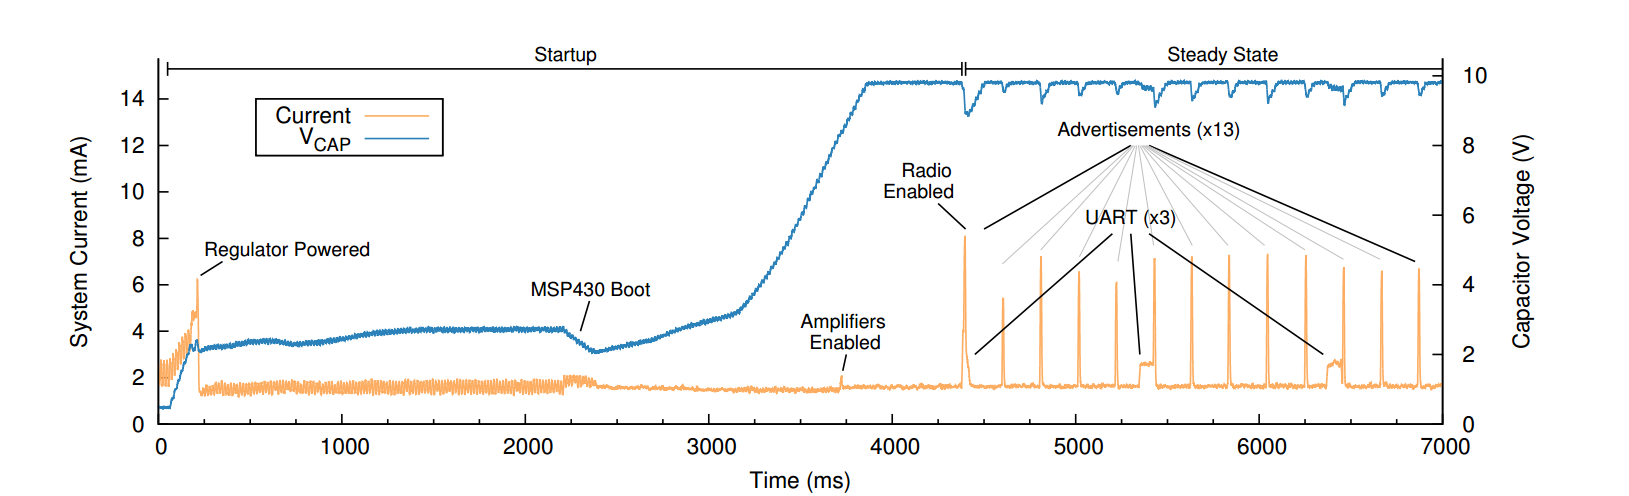 Startup
Steady State
Current
VCAP
Regulator Powered
MSP430 Boot
Amplifiers
Enabled
Radio
Enabled
Advertisements (x13)
UART (x3)
System Current (mA)
14
12
10
8
6
4
2
0
Capacitor Voltage (V)
10
8
6
4
2
0
0 1000 2000 3000 4000 5000 6000 7000
Time (ms)